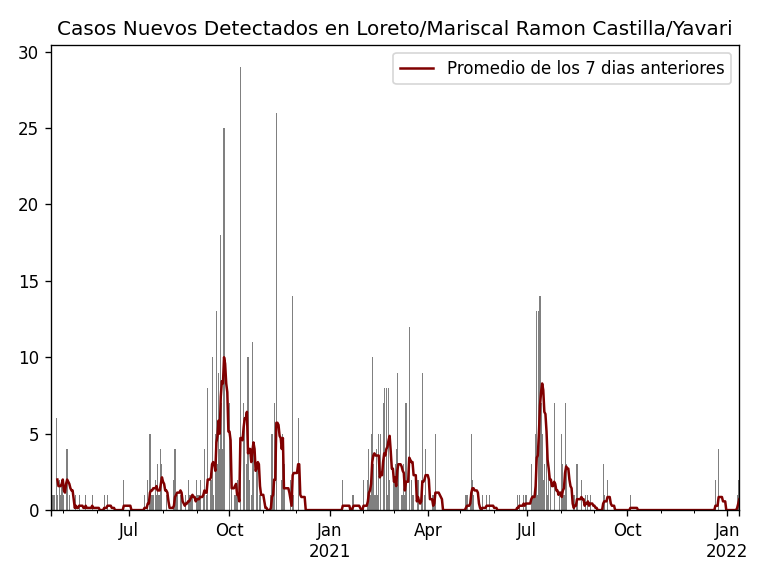 Casos Nuevos Detectados en Loreto/Mariscal Ramon Castilla/Yavari
Promedio de los 7 dias anteriores
30
25
20
15
10
5
0
Jul Oct Jan Apr Jul Oct Jan
2021 2022